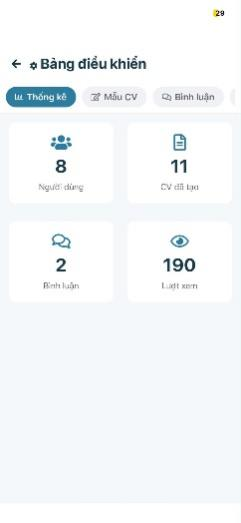 29
Bảng điều khiển
Thống kê
Mẫu CV
Bình luận
8
Người dùng
11
CV đã tạo
2
Bình luận
190
Lượt xem